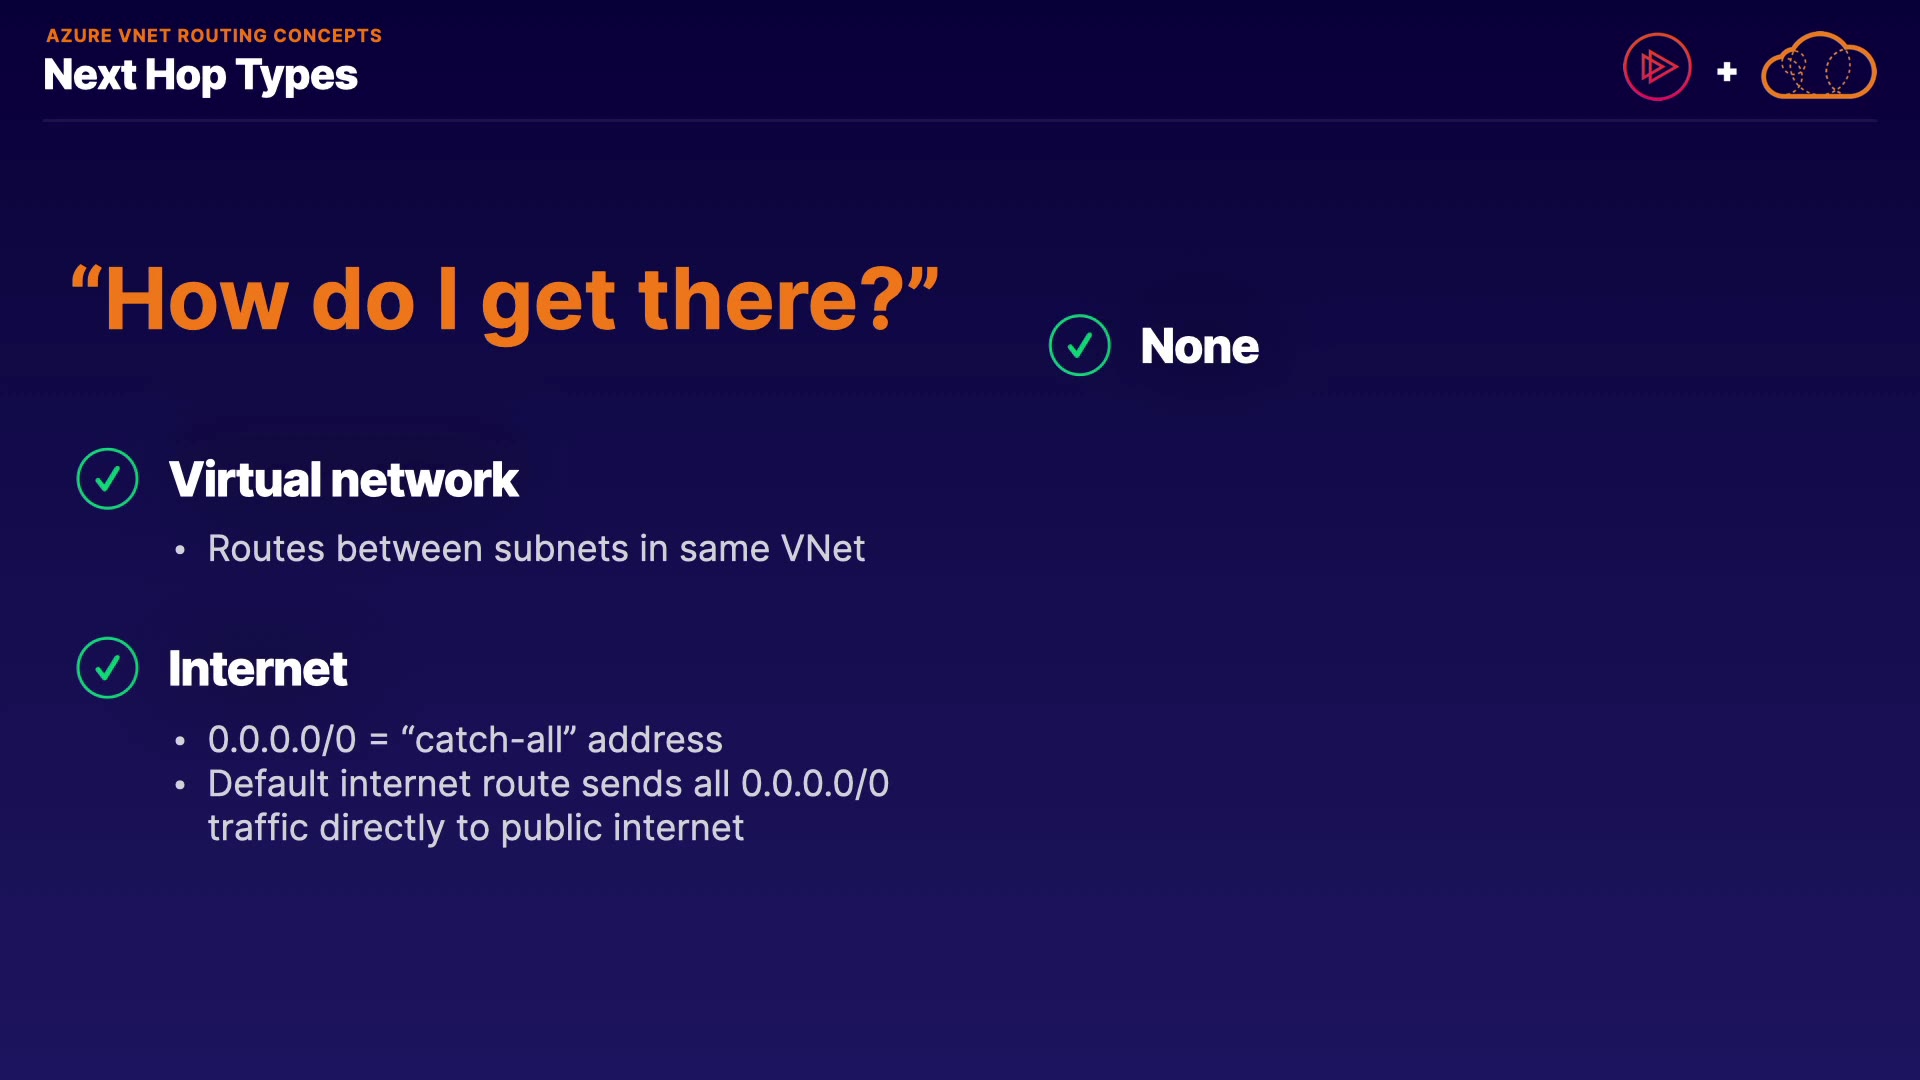 AZURE VNET ROUTING CONCEPTS
Next Hop Types
“How do I get there?”
Virtual network
• Routes between subnets in same VNet
Internet
• 0.0.0.0/0 = “catch-all” address
• Default internet route sends all 0.0.0.0/0
traffic directly to public internet
None